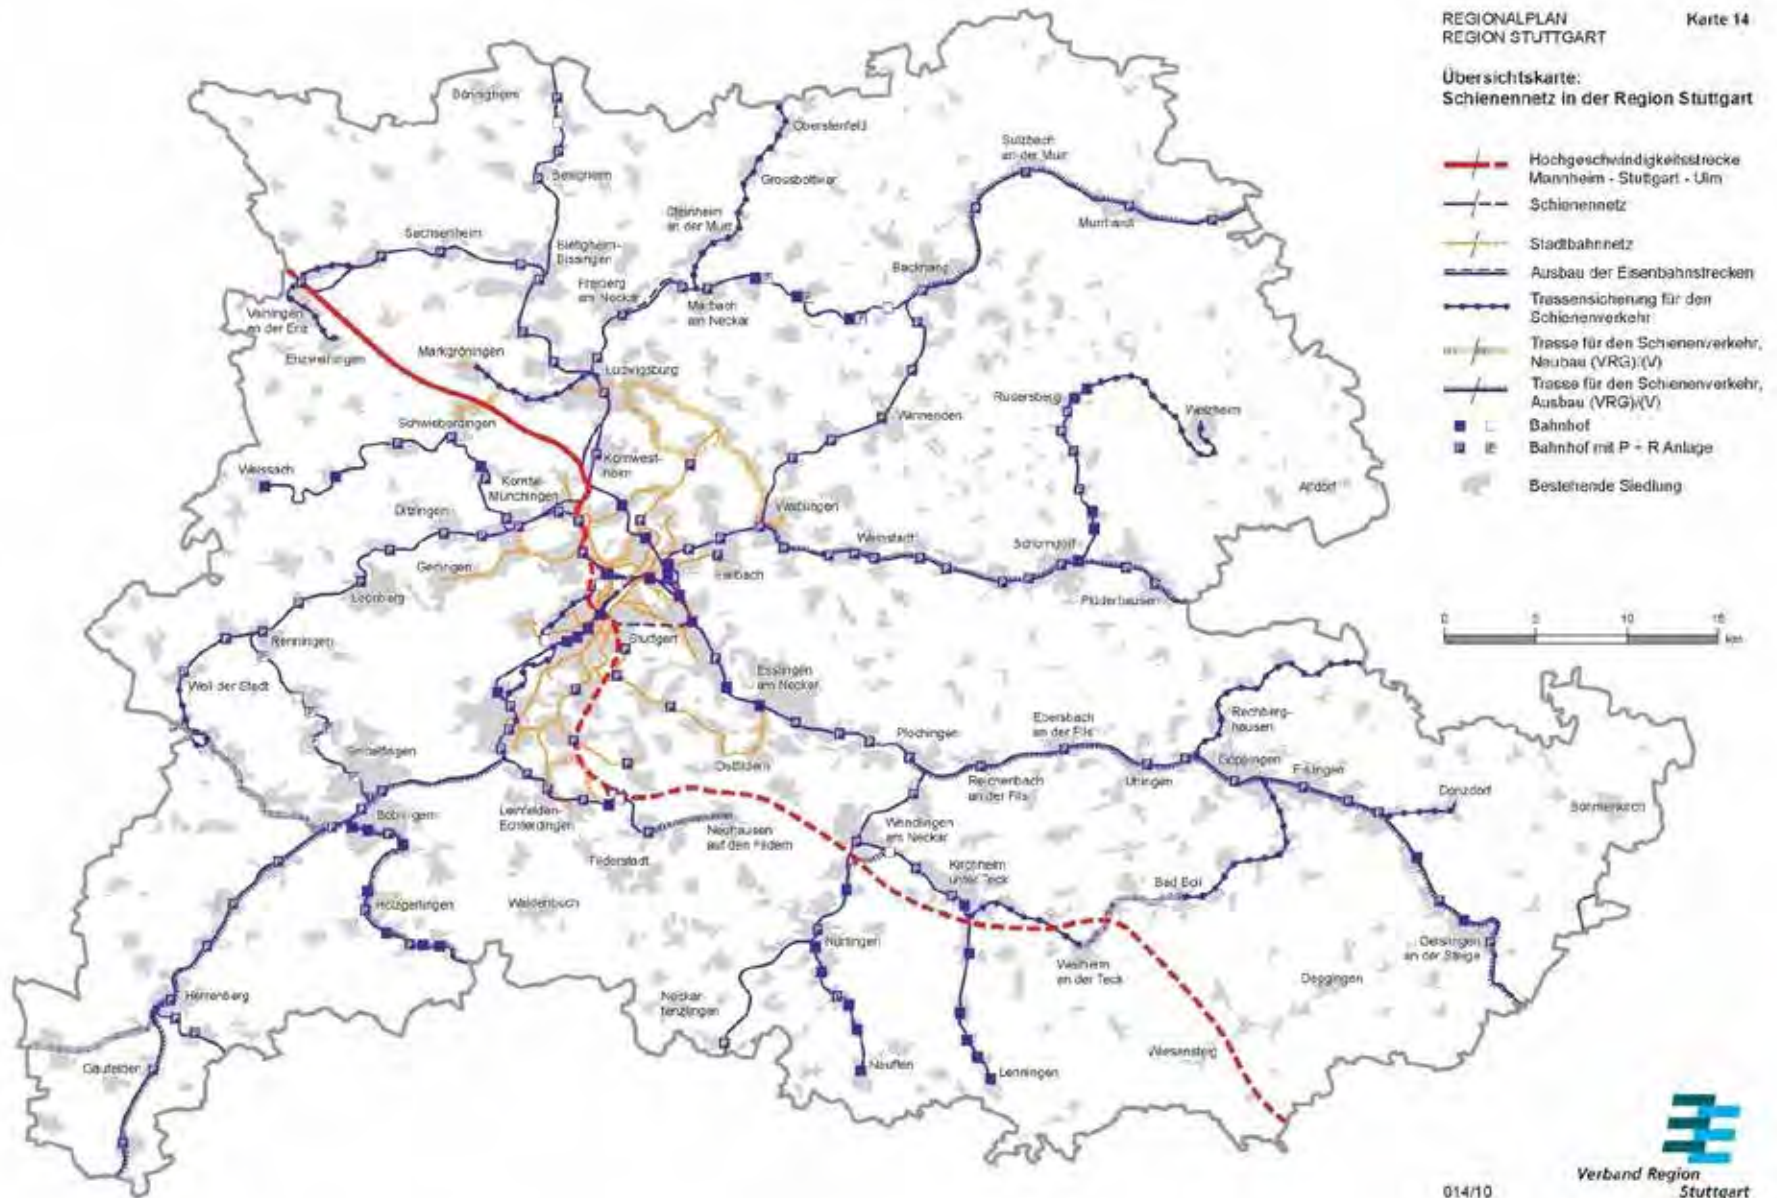 REGIONALPLAN Karte 14
REGION STUTTGART
Übersichtskarte:
Schienennetz in der Region Stuttgart
Hochgeschwindigkeitsstrecke
Mannheim - Stuttgart - Ulm
Schienennetz
Stadtbahnnetz
Ausbau der Eisenbahnstrecken
Trassensicherung für den
Schienenverkehr
Trasse für den Schienenverkehr,
Neubau (VRG)/(V)
Trasse für den Schienenverkehr,
Ausbau (VRG)/(V)
Bahnhof
Bahnhof mit P + R Anlage
Bestehende Siedlung
0 5 10 15
km
Bönnigheim
Oberstenfeld
Besigheim
Grossbottwar
Sulzbach
an der Murr
Steinheim
an der Murr
Murrhardt
Sachsenheim
Bietigheim-
Bissingen
Backnang
Freiberg
am Neckar
Marbach
am Neckar
Vaihingen
an der Enz
Enzweihingen
Markgröningen
Ludwigsburg
Rudersberg
Welzheim
Winnenden
Schwieberdingen
Kornwest-
heim
Weissach
Korntal-
Münchingen
Alfdorf
Ditzingen
Waiblingen
Weinstadt
Schorndorf
Gerlingen
Fellbach
Leonberg
Plüderhausen
Renningen
Stuttgart
Weil der Stadt
Esslingen
am Neckar
Rechberg-
hausen
Sindelfingen
Plochingen
Ebersbach
an der Fils
Ostfildern
Reichenbach
an der Fils
Uhingen
Göppingen
Eislingen
Donzdorf
Böhmenkirch
Böblingen
Leinfelden-
Echterdingen
Neuhausen
auf den Fildern
Wendlingen
am Neckar
Filderstadt
Kirchheim
unter Teck
Bad Boll
Holzgerlingen
Waldenbuch
Nürtingen
Geislingen
an der Steige
Weilheim
an der Teck
Deggingen
Herrenberg
Neckar-
tenzlingen
Wiesensteig
Gäufelden
Neuffen
Lenningen
Verband Region
Stuttgart
014/10